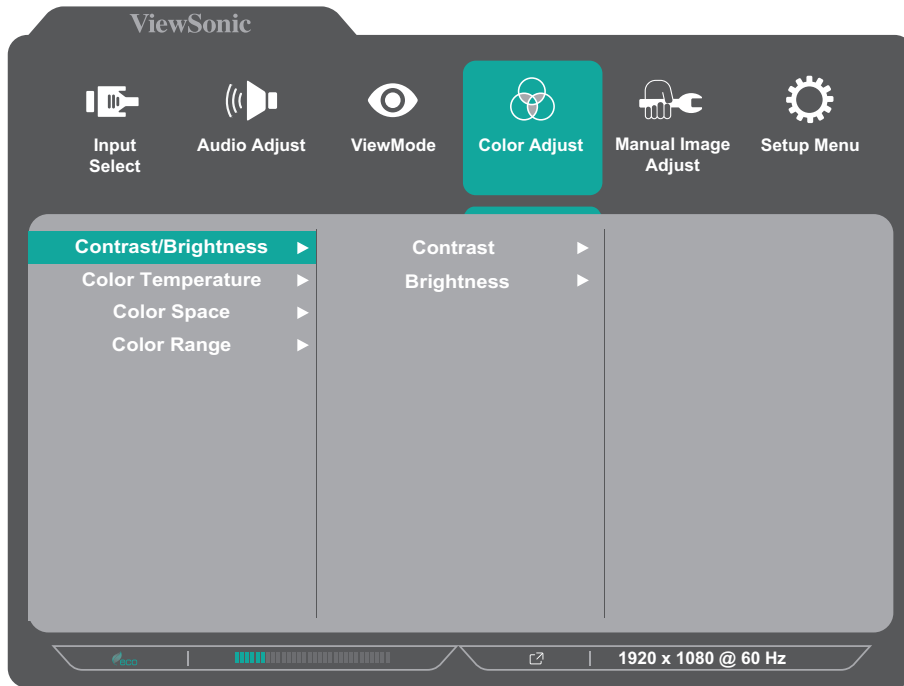 ViewSonic
Input
Select
Audio Adjust
ViewMode
Color Adjust
Manual Image
Adjust
Setup Menu
Contrast/Brightness
Color Temperature
Color Space
Color Range
Contrast
Brightness
eco
1920 x 1080 @ 60 Hz